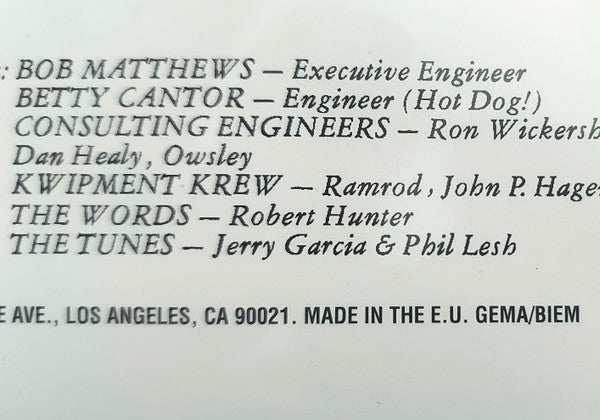 : BOB MATTHEWS — Executive Engineer
BETTY CANTOR — Engineer (Hot Dog!)
CONSULTING ENGINEERS — Ron Wickersh
Dan Healy, Owsley
KWIPMENT KREW — Ramrod, John P. Hage
THE WORDS — Robert Hunter
THE TUNES — Jerry Garcia & Phil Lesh
E AVE., LOS ANGELES, CA 90021. MADE IN THE E.U. GEMA/BIEM